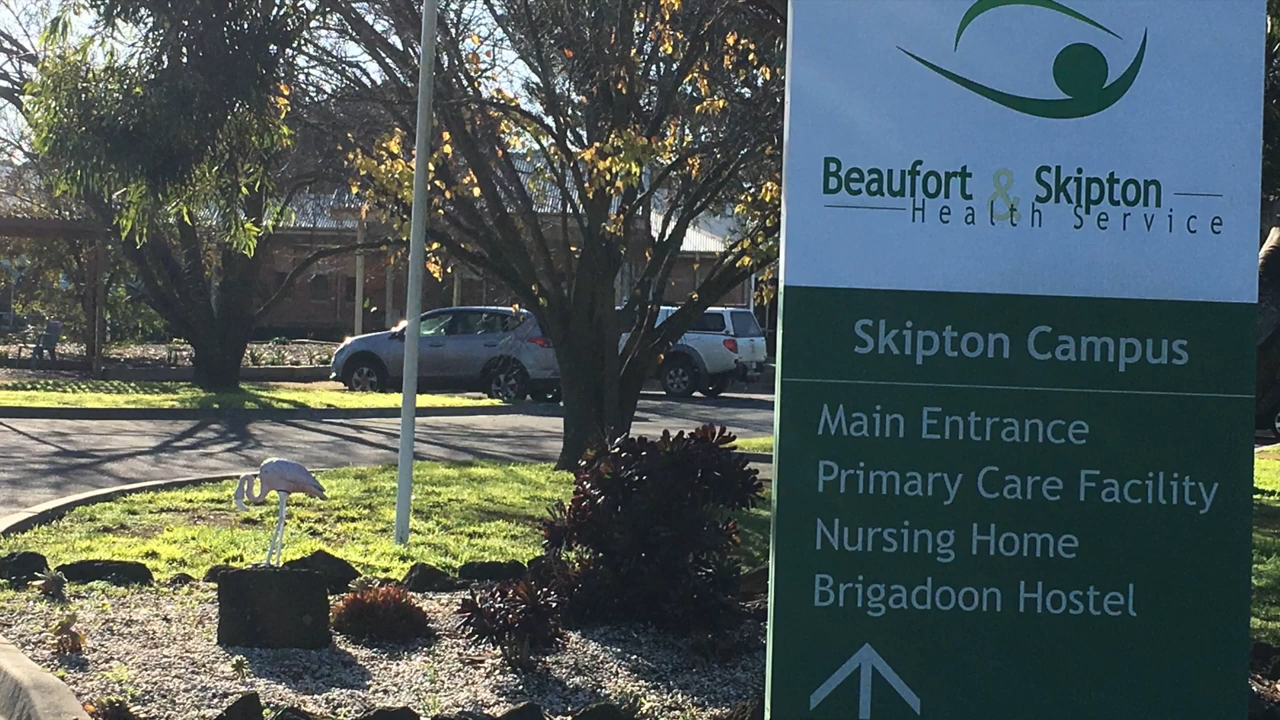 Beaufort & Skipton
Health Service
Skipton Campus
Main Entrance
Primary Care Facility
Nursing Home
Brigadoon Hostel